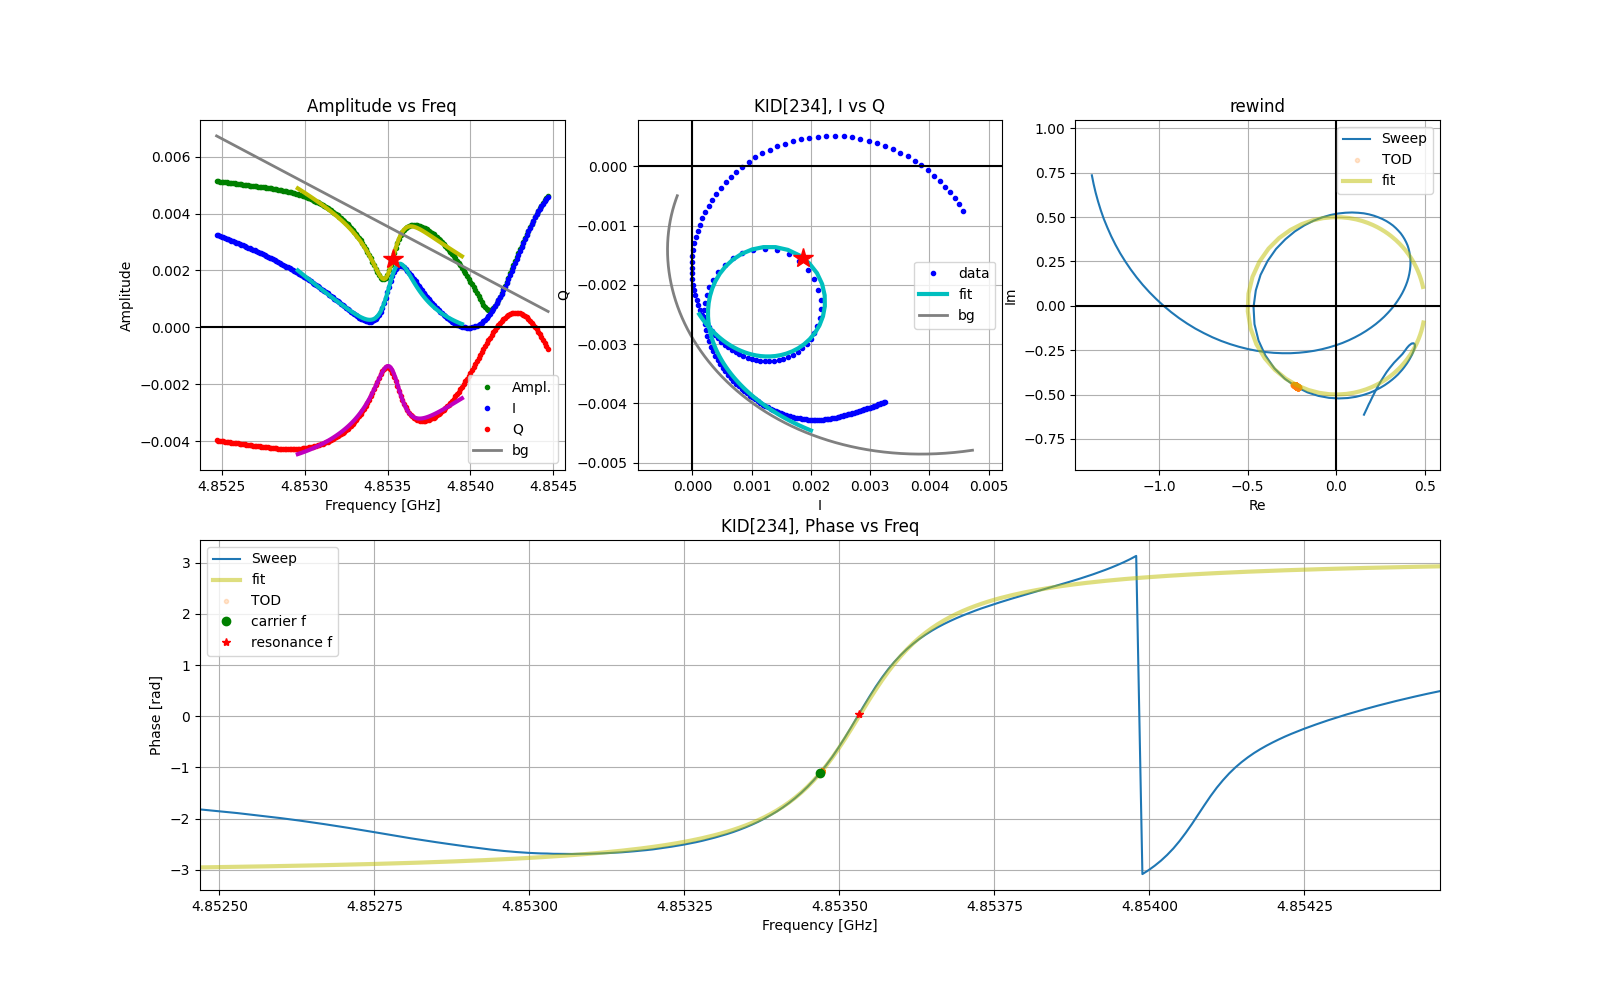 Amplitude vs Freq
Amplitude
0.006
0.004
0.002
0.000
−0.002
−0.004
Ampl.
I
Q
bg
4.8525
4.8530
4.8535
4.8540
4.8545
Frequency [GHz]
KID[234], I vs Q
Q
0.000
−0.001
−0.002
−0.003
−0.004
−0.005
data
fit
bg
0.000
0.001
0.002
0.003
0.004
0.005
I
rewind
Im
1.00
0.75
0.50
0.25
0.00
−0.25
−0.50
−0.75
Sweep
TOD
fit
−1.0
−0.5
0.0
0.5
Re
KID[234], Phase vs Freq
Phase [rad]
3
2
1
0
−1
−2
−3
Sweep
fit
TOD
carrier f
resonance f
4.85250
4.85275
4.85300
4.85325
4.85350
4.85375
4.85400
4.85425
Frequency [GHz]